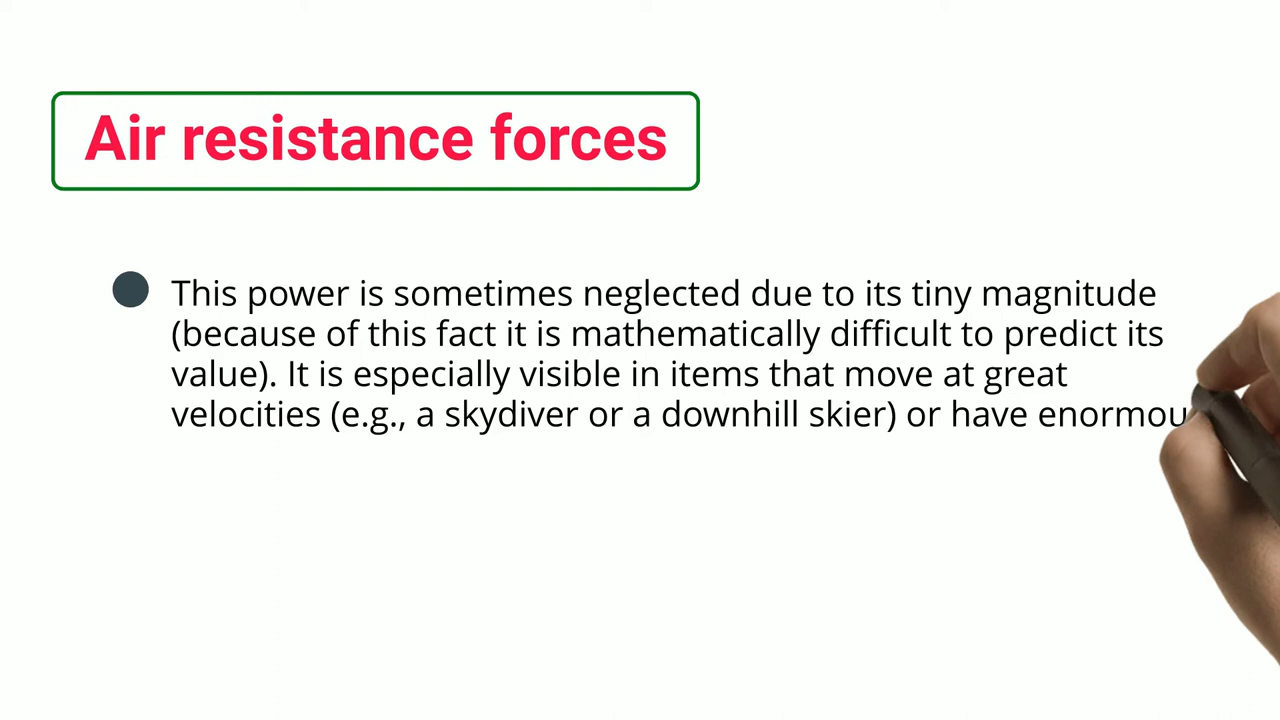 Air resistance forces
This power is sometimes neglected due to its tiny magnitude
(because of this fact it is mathematically difficult to predict its
value). It is especially visible in items that move at great
velocities (e.g., a skydiver or a downhill skier) or have enormou